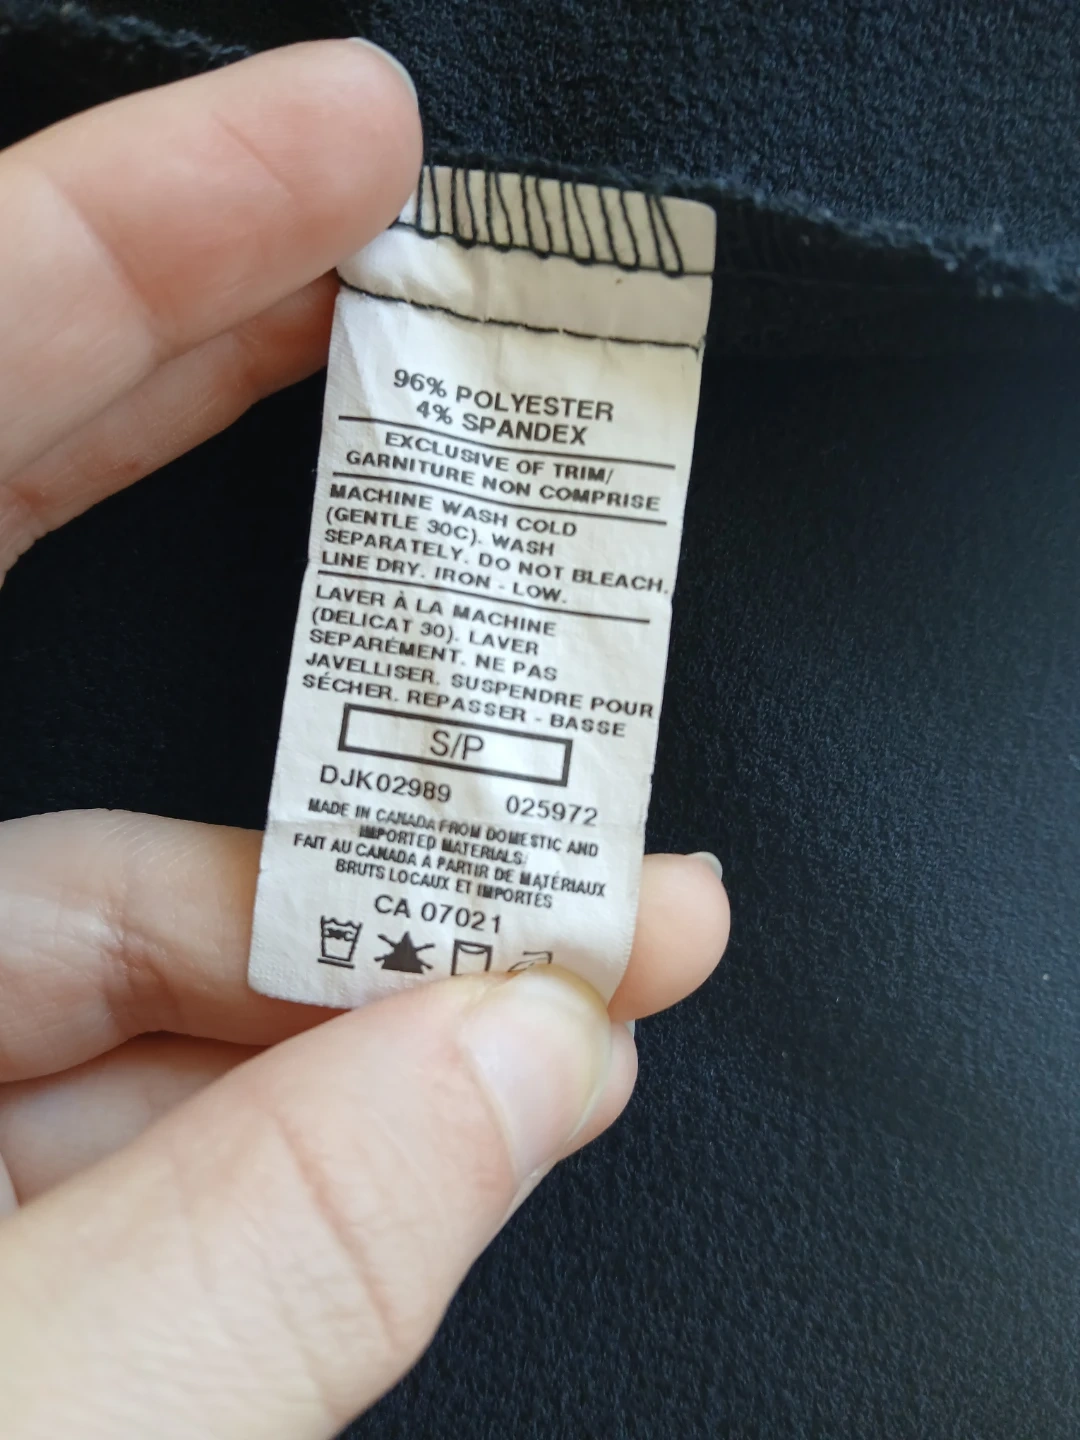 96% POLYESTER
4% SPANDEX
EXCLUSIVE OF TRIM/
GARNITURE NON COMPRISE
MACHINE WASH COLD
(GENTLE 30C). WASH
SEPARATELY. DO NOT BLEACH.
LINE DRY. IRON - LOW.
LAVER À LA MACHINE
(DELICAT 30). LAVER
SEPARÉMENT. NE PAS
JAVELLISER. SUSPENDRE POUR
SÉCHER. REPASSER - BASSE
S/P
DJK02989 025972
MADE IN CANADA FROM DOMESTIC AND
IMPORTED MATERIALS/
FAIT AU CANADA A PARTIR DE MATÉRIAUX
BRUTS LOCAUX ET IMPORTÉS
CA 07021
30C